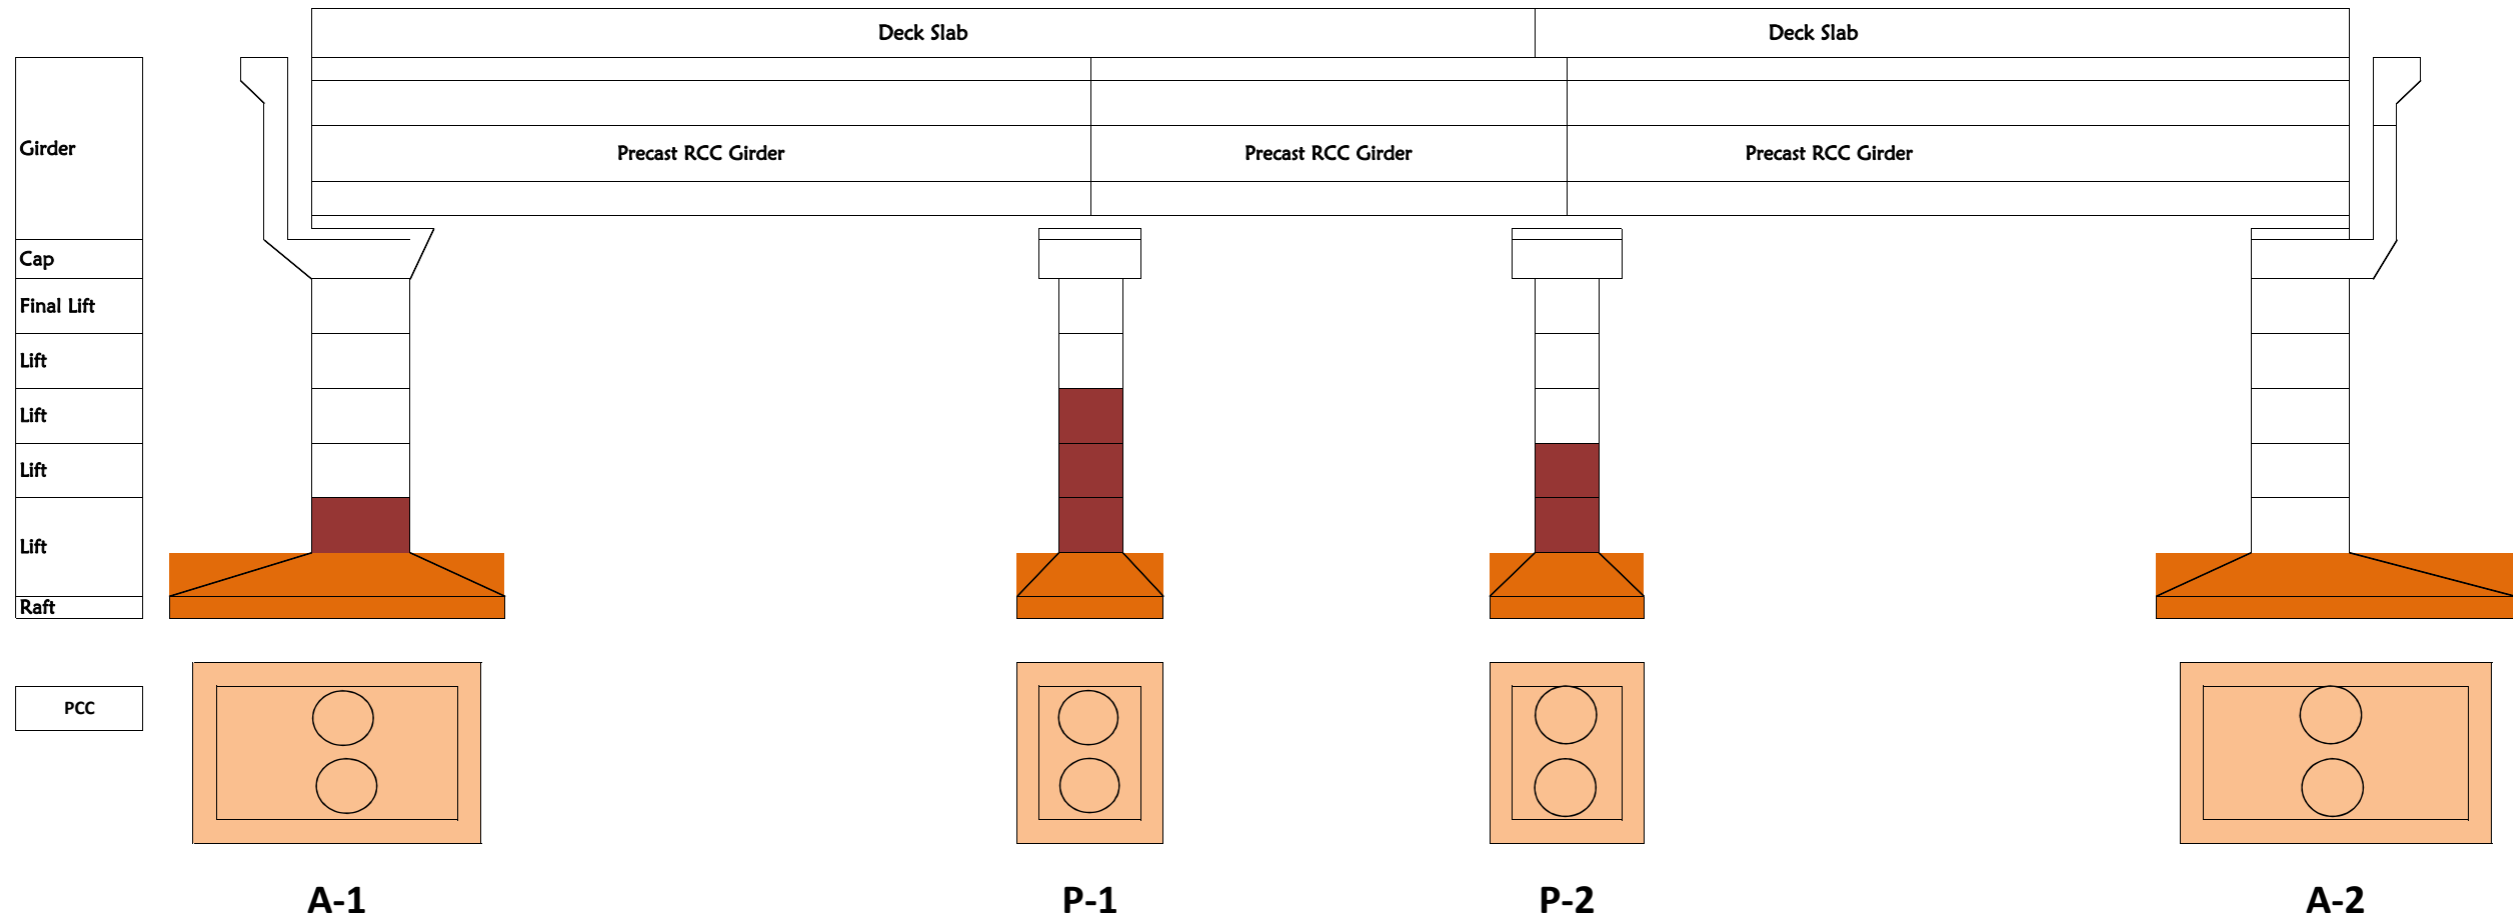 Deck Slab
Deck Slab
Girder
Precast RCC Girder
Precast RCC Girder
Precast RCC Girder
Cap
Final Lift
Lift
Lift
Lift
Lift
Raft
PCC
A-1
P-1
P-2
A-2